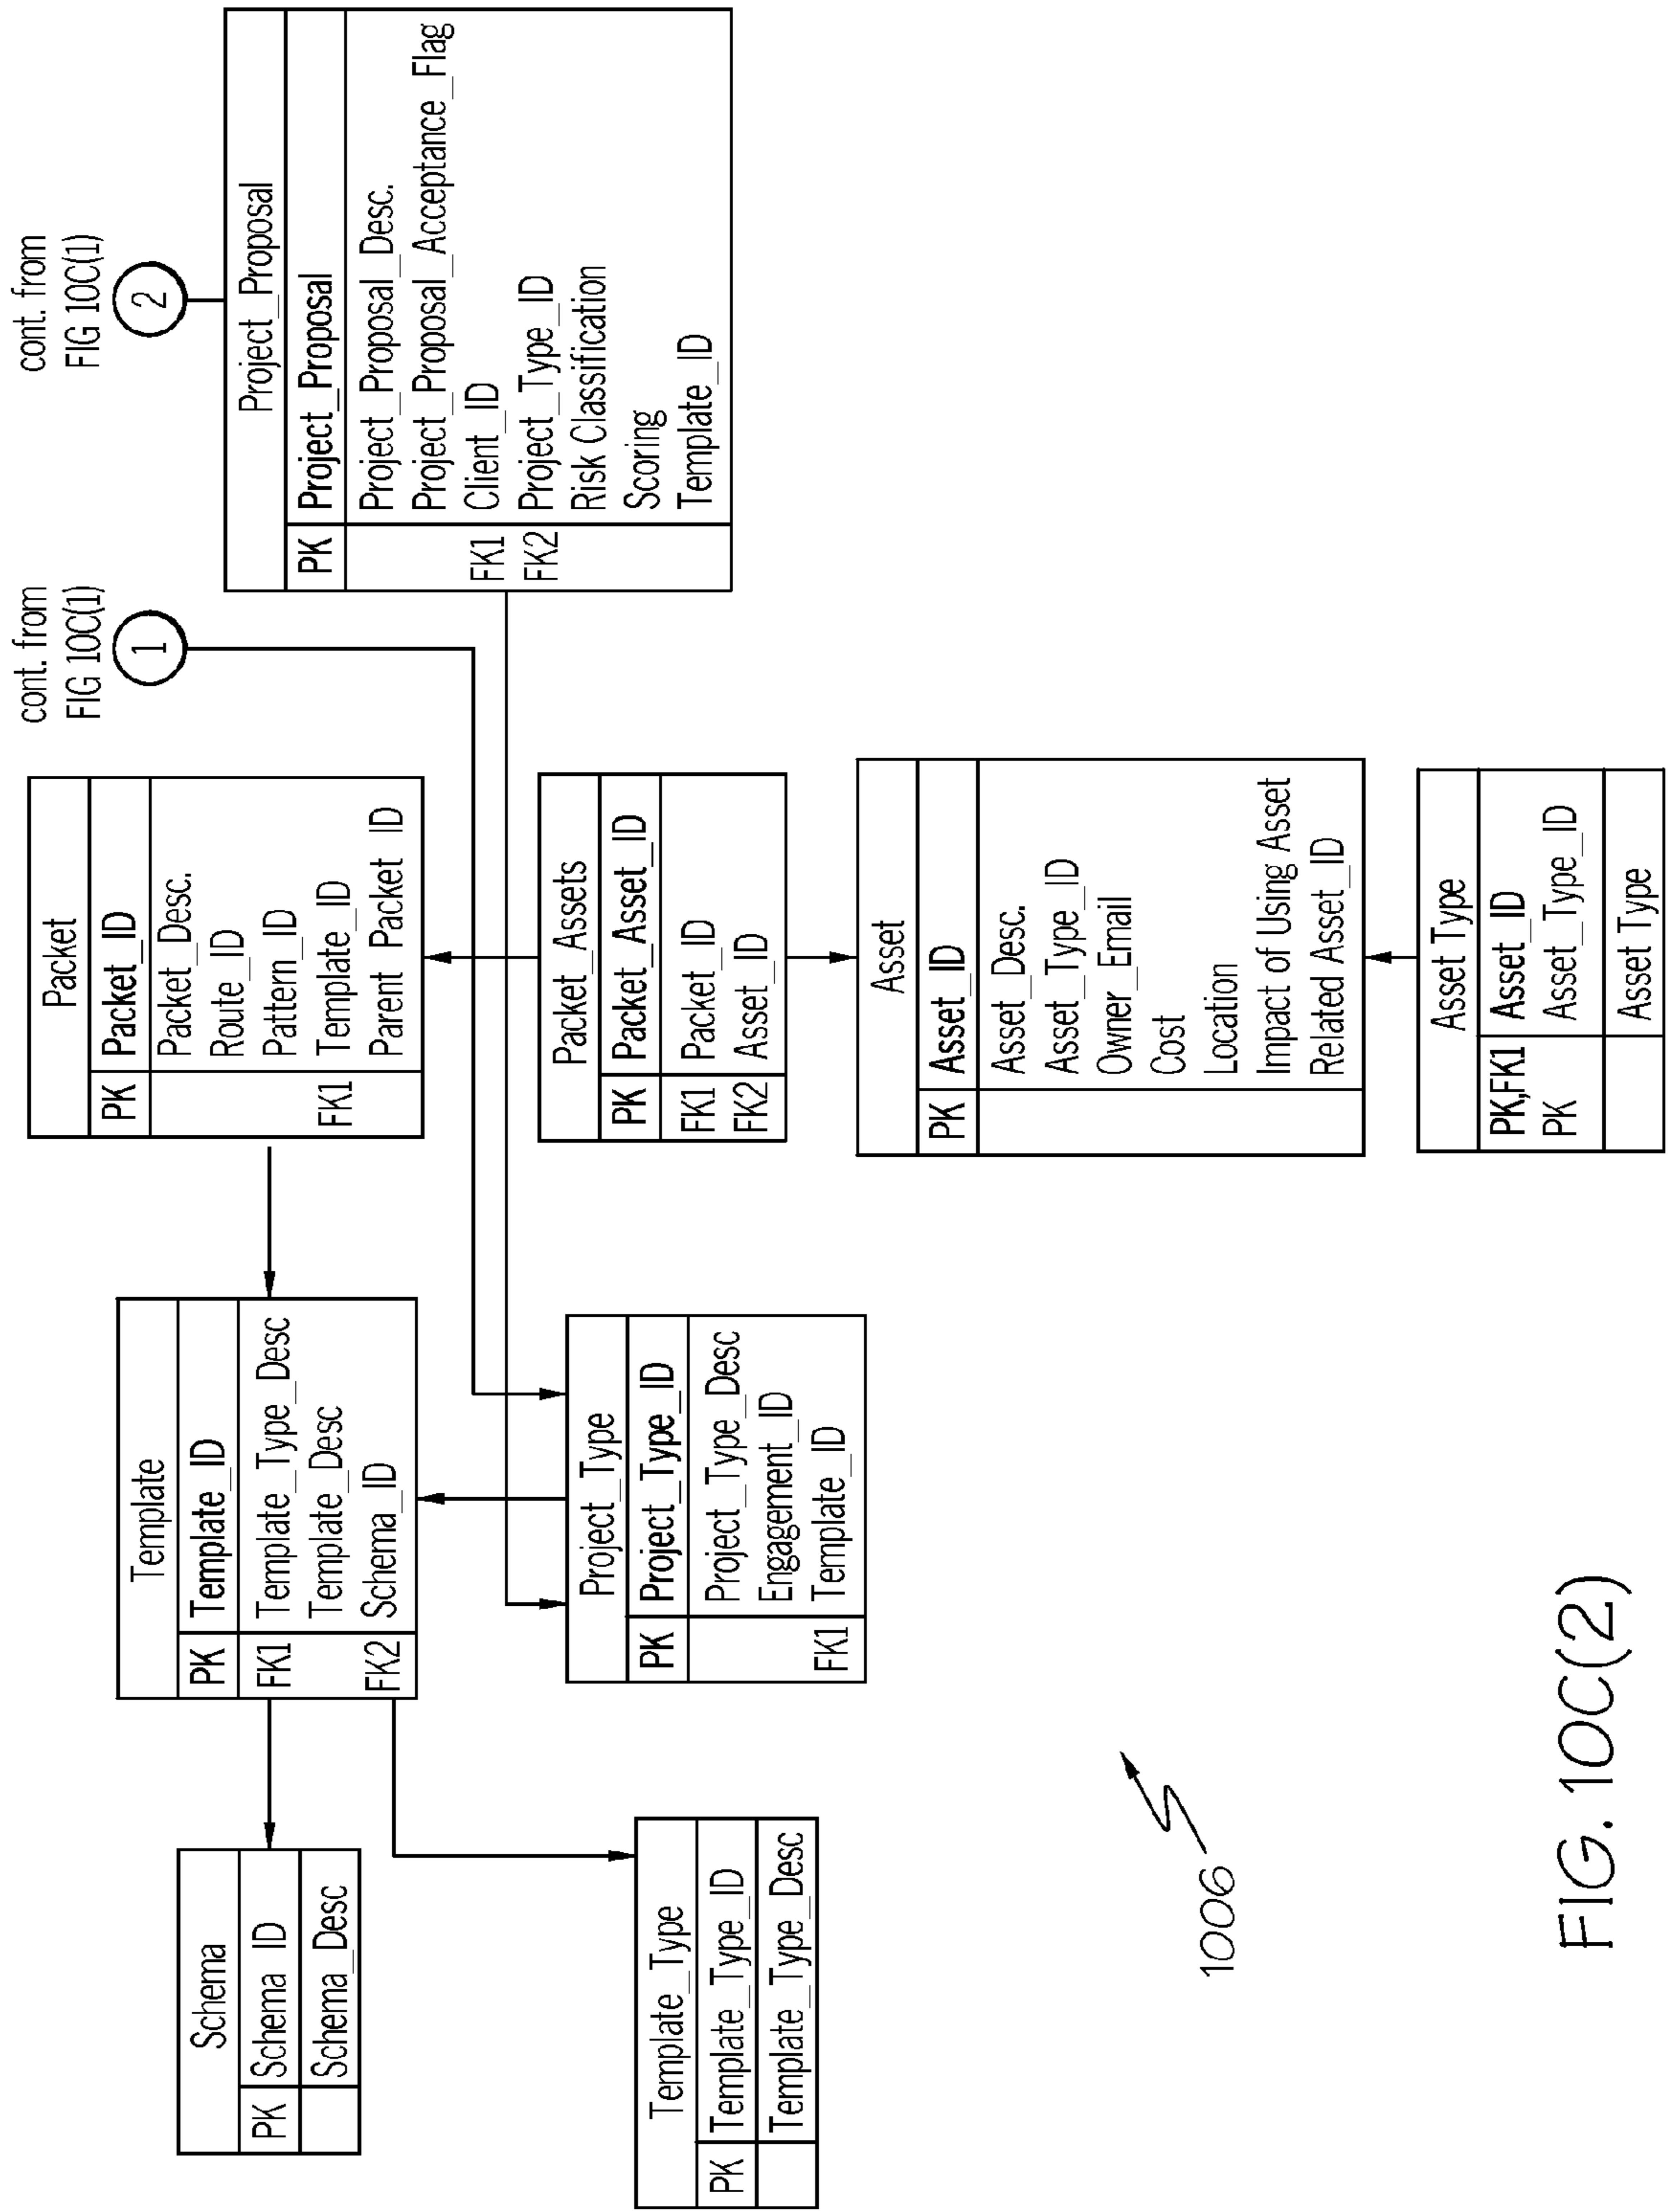 cont. from
FIG 10C(1)
1
cont. from
FIG 10C(1)
2
Schema
PK Schema_ID
Schema_Desc
Template_Type
PK Template_Type_ID
Template_Type_Desc
Template
PK Template_ID
FK1 Template_Type_Desc
Template_Desc
FK2 Schema_ID
Project_Type
PK Project_Type_ID
Project_Type_Desc
Engagement_ID
FK1 Template_ID
Packet
PK Packet_ID
Packet_Desc.
Route_ID
Pattern_ID
FK1 Template_ID
Parent_Packet_ID
Packet_Assets
PK Packet_Asset_ID
FK1 Packet_ID
FK2 Asset_ID
Asset
PK Asset_ID
Asset_Desc.
Asset_Type_ID
Owner_Email
Cost
Location
Impact of Using Asset
Related Asset_ID
Asset Type
PK,FK1 Asset_ID
PK Asset_Type_ID
Asset Type
Project_Proposal
PK Project_Proposal
Project_Proposal_Desc.
Project_Proposal_Acceptance_Flag
FK1 Client_ID
FK2 Project_Type_ID
Risk Classification
Scoring
Template_ID
1006
FIG. 10C(2)